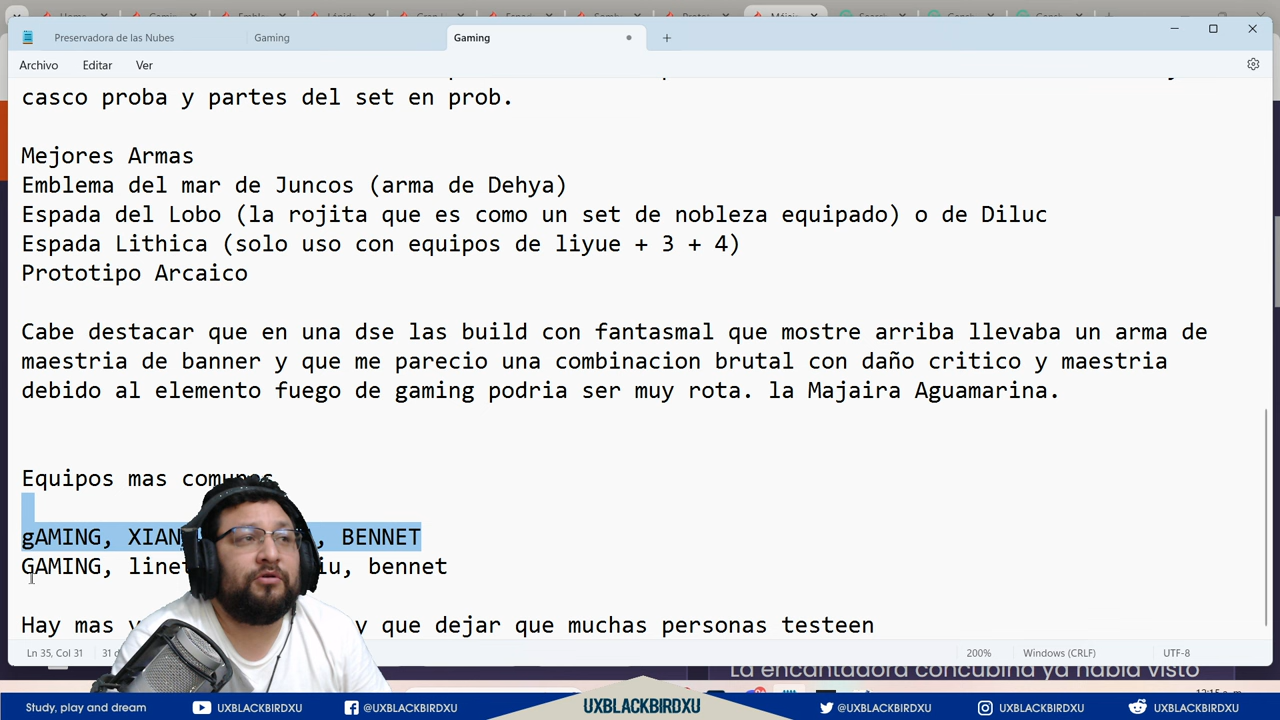 Preservadora de las Nubes
Gaming
Gaming
Archivo Editar Ver
casco proba y partes del set en prob.
Mejores Armas
Emblema del mar de Juncos (arma de Dehya)
Espada del Lobo (la rojita que es como un set de nobleza equipado) o de Diluc
Espada Lithica (solo uso con equipos de liyue + 3 + 4)
Prototipo Arcaico
Cabe destacar que en una dse las build con fantasmal que mostre arriba llevaba un arma de
maestria de banner y que me parecio una combinacion brutal con daño critico y maestria
debido al elemento fuego de gaming podria ser muy rota. la Majaira Aguamarina.
Equipos mas comunes
gAMING, BENNET
GAMING, bennet
Hay mas y que dejar que muchas personas testeen
Ln 35, Col 31 200% Windows (CRLF) UTF-8
La encantadora concubina ya había visto
Study, play and dream UXBLACKBIRDXU @UXBLACKBIRDXU UXBLACKBIRDXU @UXBLACKBIRDXU @UXBLACKBIRDXU UXBLACKBIRDXU